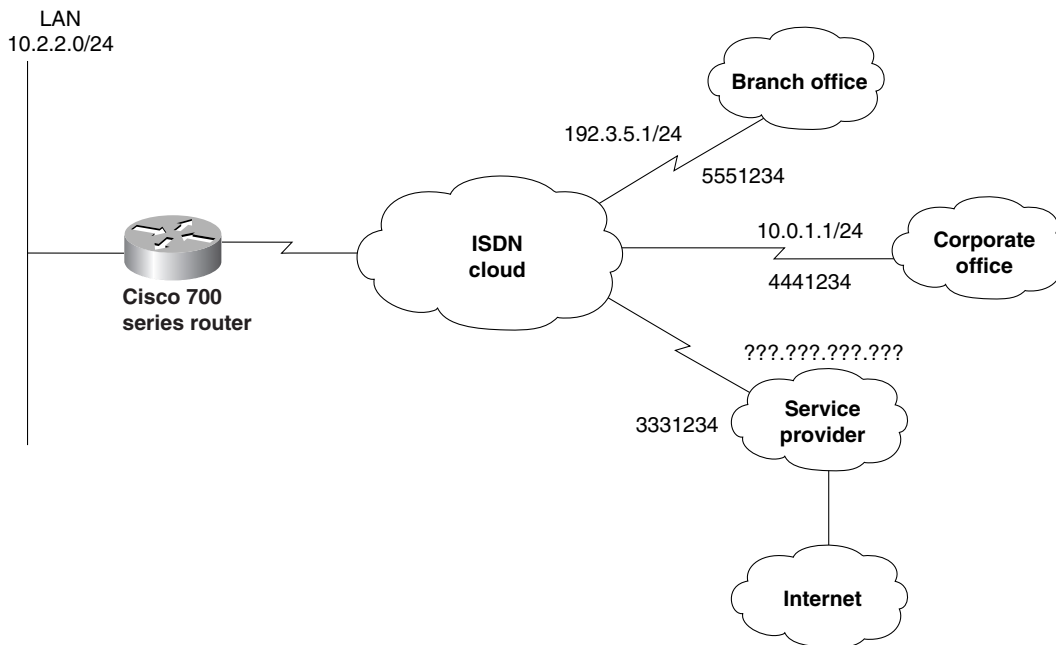 LAN
10.2.2.0/24
Branch office
192.3.5.1/24
5551234
ISDN
cloud
10.0.1.1/24
Corporate
office
4441234
Cisco 700
series router
???.???.???.???
Service
provider
3331234
Internet